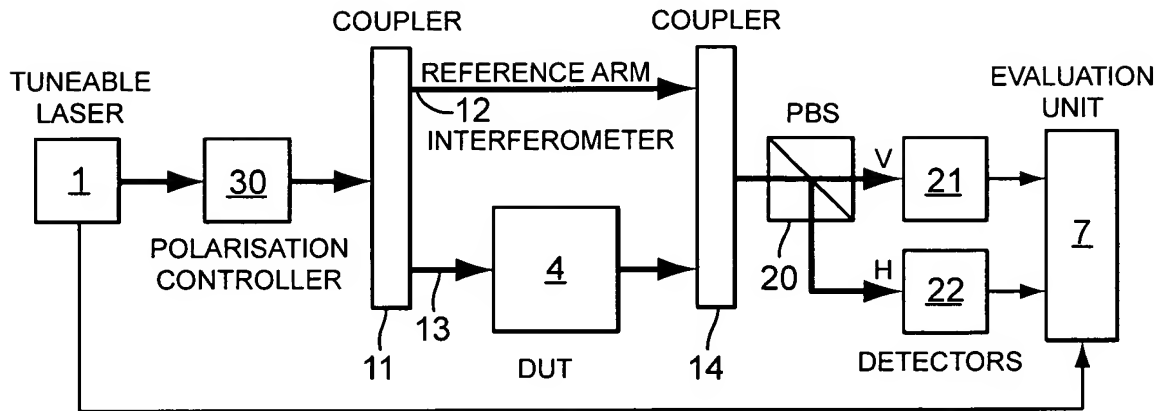 COUPLER
COUPLER
REFERENCE ARM
TUNEABLE
LASER
EVALUATION
UNIT
12
INTERFEROMETER
PBS
1
30
V
21
7
POLARISATION
CONTROLLER
4
20
H
22
13
11
DUT
14
DETECTORS